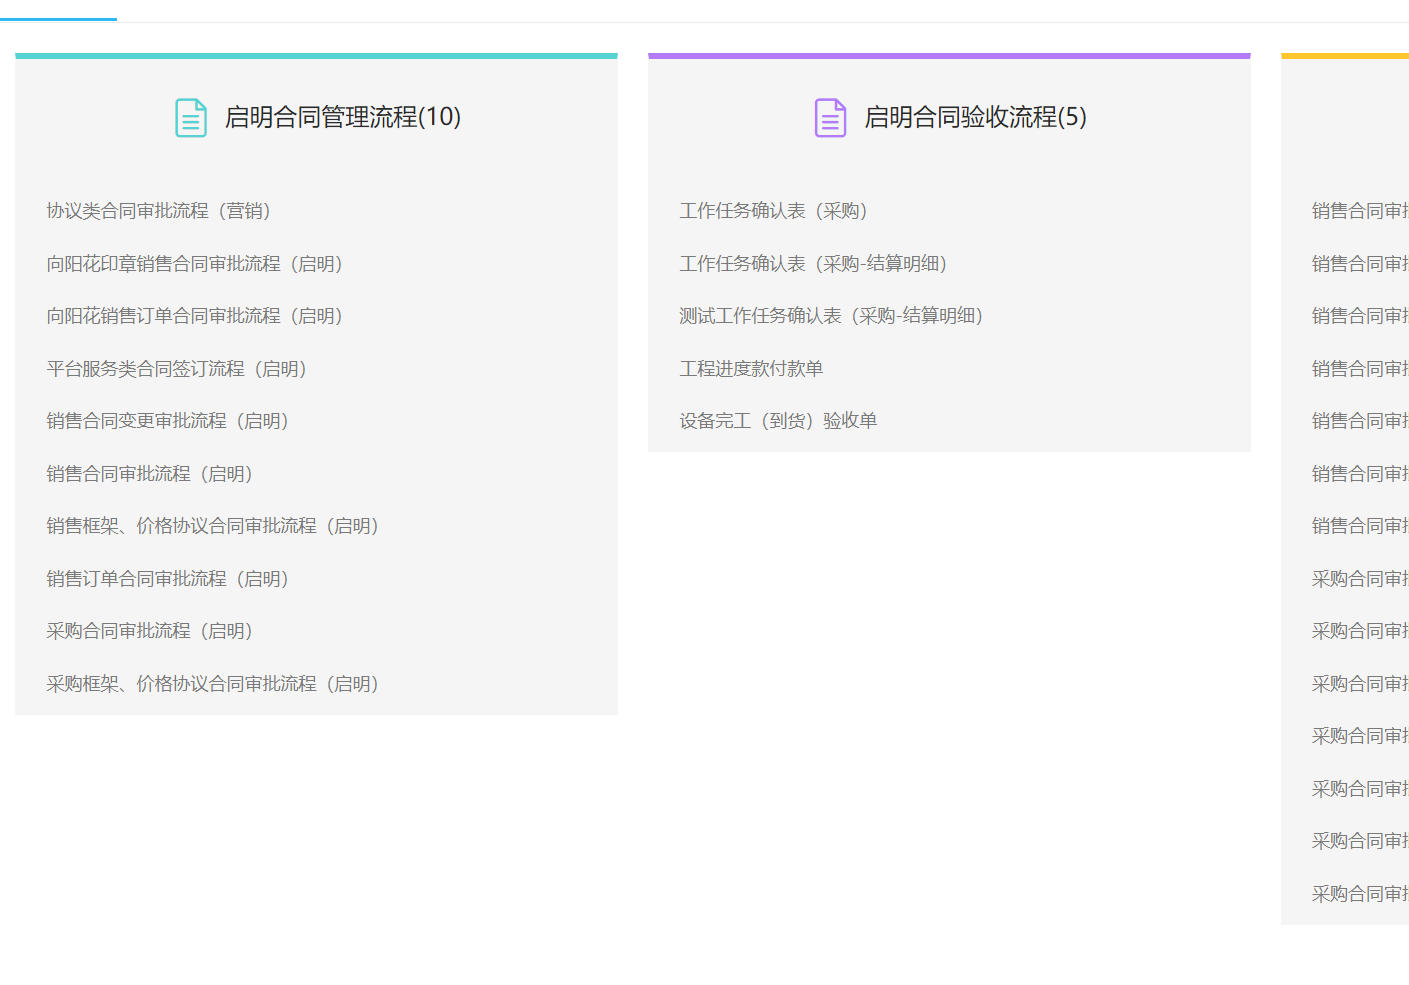 启明合同管理流程(10)
协议类合同审批流程（营销）
向阳花印章销售合同审批流程（启明）
向阳花销售订单合同审批流程（启明）
平台服务类合同签订流程（启明）
销售合同变更审批流程（启明）
销售合同审批流程（启明）
销售框架、价格协议合同审批流程（启明）
销售订单合同审批流程（启明）
采购合同审批流程（启明）
采购框架、价格协议合同审批流程（启明）
启明合同验收流程(5)
工作任务确认表（采购）
工作任务确认表（采购-结算明细）
测试工作任务确认表（采购-结算明细）
工程进度款付款单
设备完工（到货）验收单
销售合同审
销售合同审
销售合同审
销售合同审
销售合同审
销售合同审
销售合同审
采购合同审
采购合同审
采购合同审
采购合同审
采购合同审
采购合同审
采购合同审